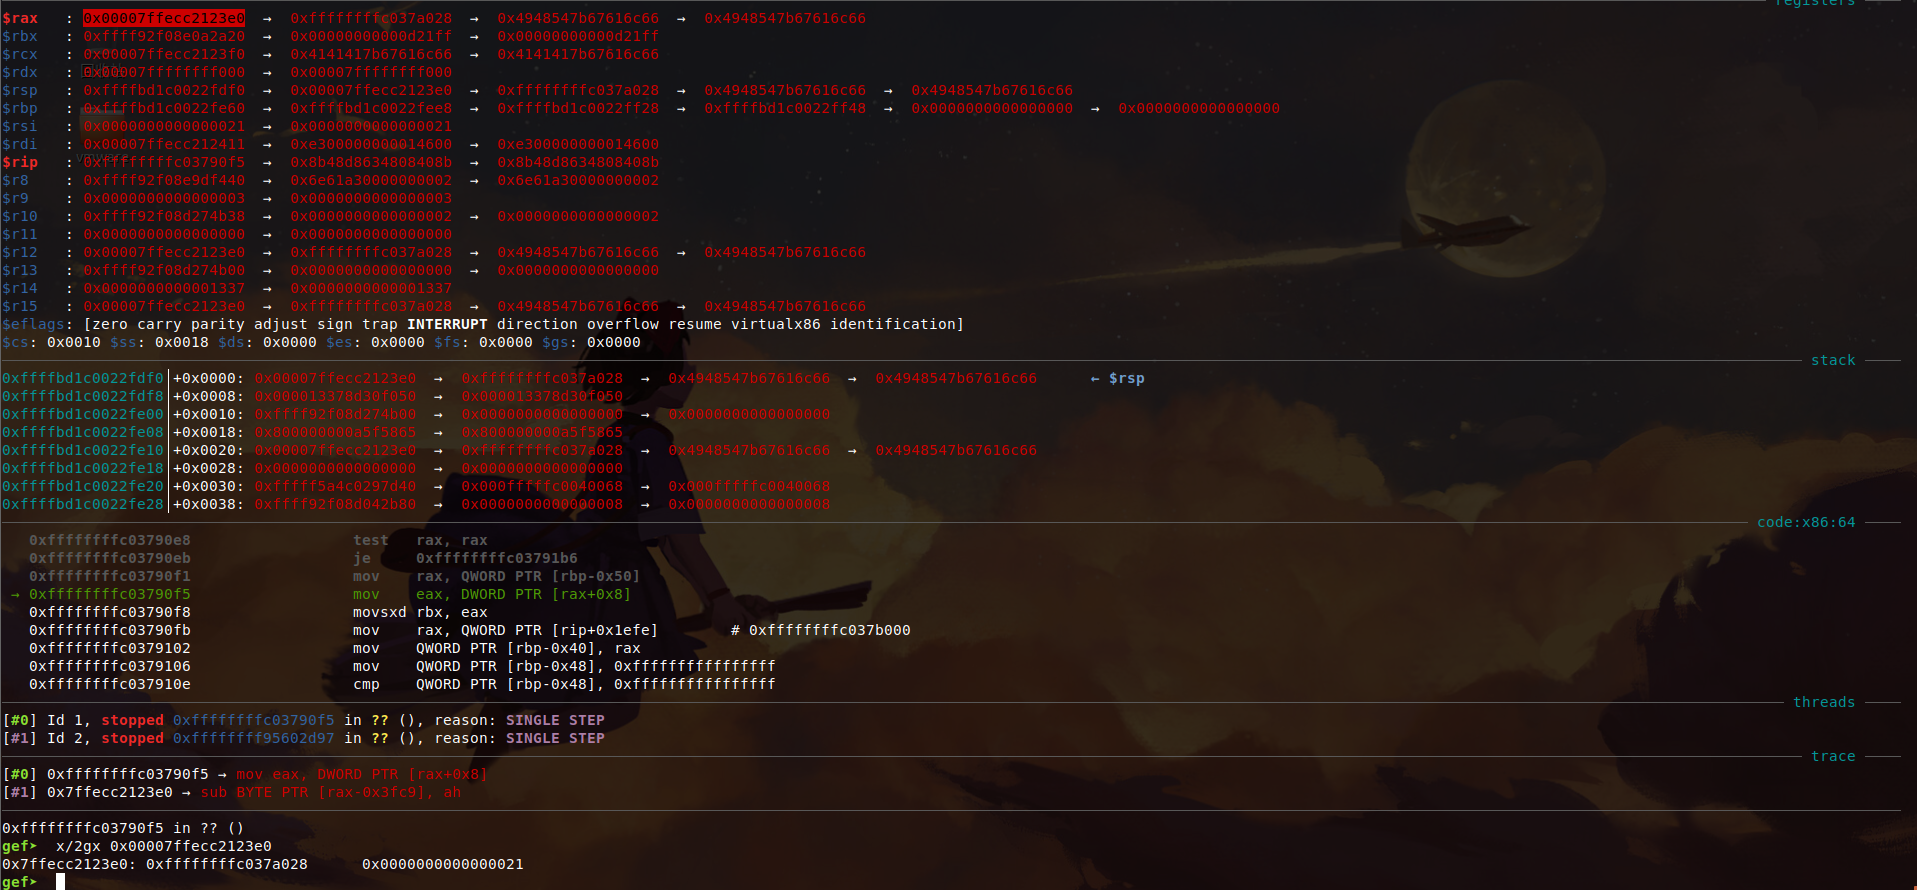 registers
$rax   : 0x00007ffecc2123e0  →  0xffffffffc037a028  →  0x4948547b67616c66  →  0x4948547b67616c66
$rbx   : 0xffff92f08e0a2a20  →  0x00000000000d21ff  →  0x00000000000d21ff
$rcx   : 0x00007ffecc2123f0  →  0x4141417b67616c66  →  0x4141417b67616c66
$rdx   : 0x00007ffffffff000  →  0x00007ffffffff000
$rsp   : 0xffffbd1c0022fdf0  →  0x00007ffecc2123e0  →  0xffffffffc037a028  →  0x4948547b67616c66  →  0x4948547b67616c66
$rbp   : 0xffffbd1c0022fe60  →  0xffffbd1c0022fee8  →  0xffffbd1c0022ff28  →  0xffffbd1c0022ff48  →  0x0000000000000000  →  0x0000000000000000
$rsi   : 0x0000000000000021  →  0x0000000000000021
$rdi   : 0x00007ffecc212411  →  0xe300000000014600  →  0xe300000000014600
$rip   : 0xffffffffc03790f5  →  0x8b48d8634808408b  →  0x8b48d8634808408b
$r8    : 0xffff92f08e9df440  →  0x6e61a30000000002  →  0x6e61a30000000002
$r9    : 0x0000000000000003  →  0x0000000000000003
$r10   : 0xffff92f08d274b38  →  0x0000000000000002  →  0x0000000000000002
$r11   : 0x0000000000000000  →  0x0000000000000000
$r12   : 0x00007ffecc2123e0  →  0xffffffffc037a028  →  0x4948547b67616c66  →  0x4948547b67616c66
$r13   : 0xffff92f08d274b00  →  0x0000000000000000  →  0x0000000000000000
$r14   : 0x0000000000001337  →  0x0000000000001337
$r15   : 0x00007ffecc2123e0  →  0xffffffffc037a028  →  0x4948547b67616c66  →  0x4948547b67616c66
$eflags: [zero carry parity adjust sign trap INTERRUPT direction overflow resume virtualx86 identification]
$cs: 0x0010 $ss: 0x0018 $ds: 0x0000 $es: 0x0000 $fs: 0x0000 $gs: 0x0000
stack
0xffffbd1c0022fdf0│+0x0000: 0x00007ffecc2123e0  →  0xffffffffc037a028  →  0x4948547b67616c66  →  0x4948547b67616c66      ← $rsp
0xffffbd1c0022fdf8│+0x0008: 0x000013378d30f050  →  0x000013378d30f050
0xffffbd1c0022fe00│+0x0010: 0xffff92f08d274b00  →  0x0000000000000000  →  0x0000000000000000
0xffffbd1c0022fe08│+0x0018: 0x800000000a5f5865  →  0x800000000a5f5865
0xffffbd1c0022fe10│+0x0020: 0x00007ffecc2123e0  →  0xffffffffc037a028  →  0x4948547b67616c66  →  0x4948547b67616c66
0xffffbd1c0022fe18│+0x0028: 0x0000000000000000  →  0x0000000000000000
0xffffbd1c0022fe20│+0x0030: 0xfffff5a4c0297d40  →  0x000fffffc0040068  →  0x000fffffc0040068
0xffffbd1c0022fe28│+0x0038: 0xffff92f08d042b80  →  0x0000000000000008  →  0x0000000000000008
code:x86:64
0xffffffffc03790e8                  test   rax, rax
0xffffffffc03790eb                  je     0xffffffffc03791b6
0xffffffffc03790f1                  mov    rax, QWORD PTR [rbp-0x50]
→ 0xffffffffc03790f5                  mov    eax, DWORD PTR [rax+0x8]
0xffffffffc03790f8                  movsxd rbx, eax
0xffffffffc03790fb                  mov    rax, QWORD PTR [rip+0x1efe]        # 0xffffffffc037b000
0xffffffffc0379102                  mov    QWORD PTR [rbp-0x40], rax
0xffffffffc0379106                  mov    QWORD PTR [rbp-0x48], 0xffffffffffffffff
0xffffffffc037910e                  cmp    QWORD PTR [rbp-0x48], 0xffffffffffffffff
threads
[#0] Id 1, stopped 0xffffffffc03790f5 in ?? (), reason: SINGLE STEP
[#1] Id 2, stopped 0xffffffff95602d97 in ?? (), reason: SINGLE STEP
trace
[#0] 0xffffffffc03790f5 → mov eax, DWORD PTR [rax+0x8]
[#1] 0x7ffecc2123e0 → sub BYTE PTR [rax-0x3fc9], ah
0xffffffffc03790f5 in ?? ()
gef➤  x/2gx 0x00007ffecc2123e0
0x7ffecc2123e0: 0xffffffffc037a028      0x0000000000000021
gef➤